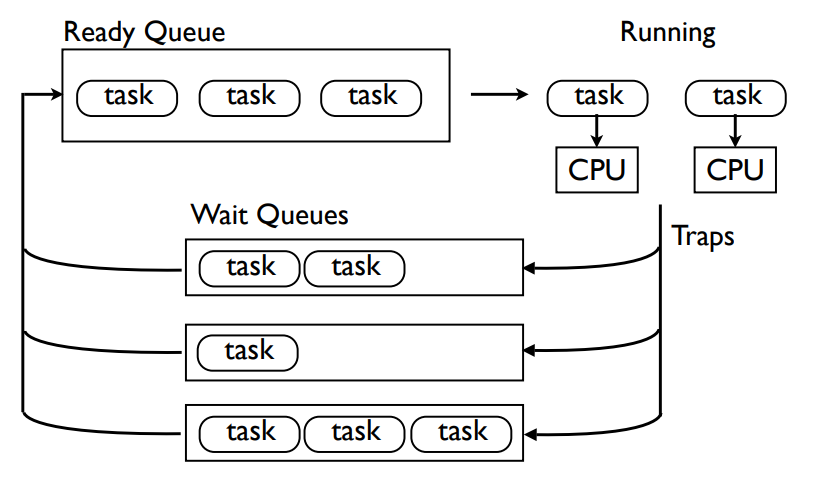 Ready Queue
Running
task task task
task task
CPU CPU
Wait Queues
Traps
task task
task
task task task